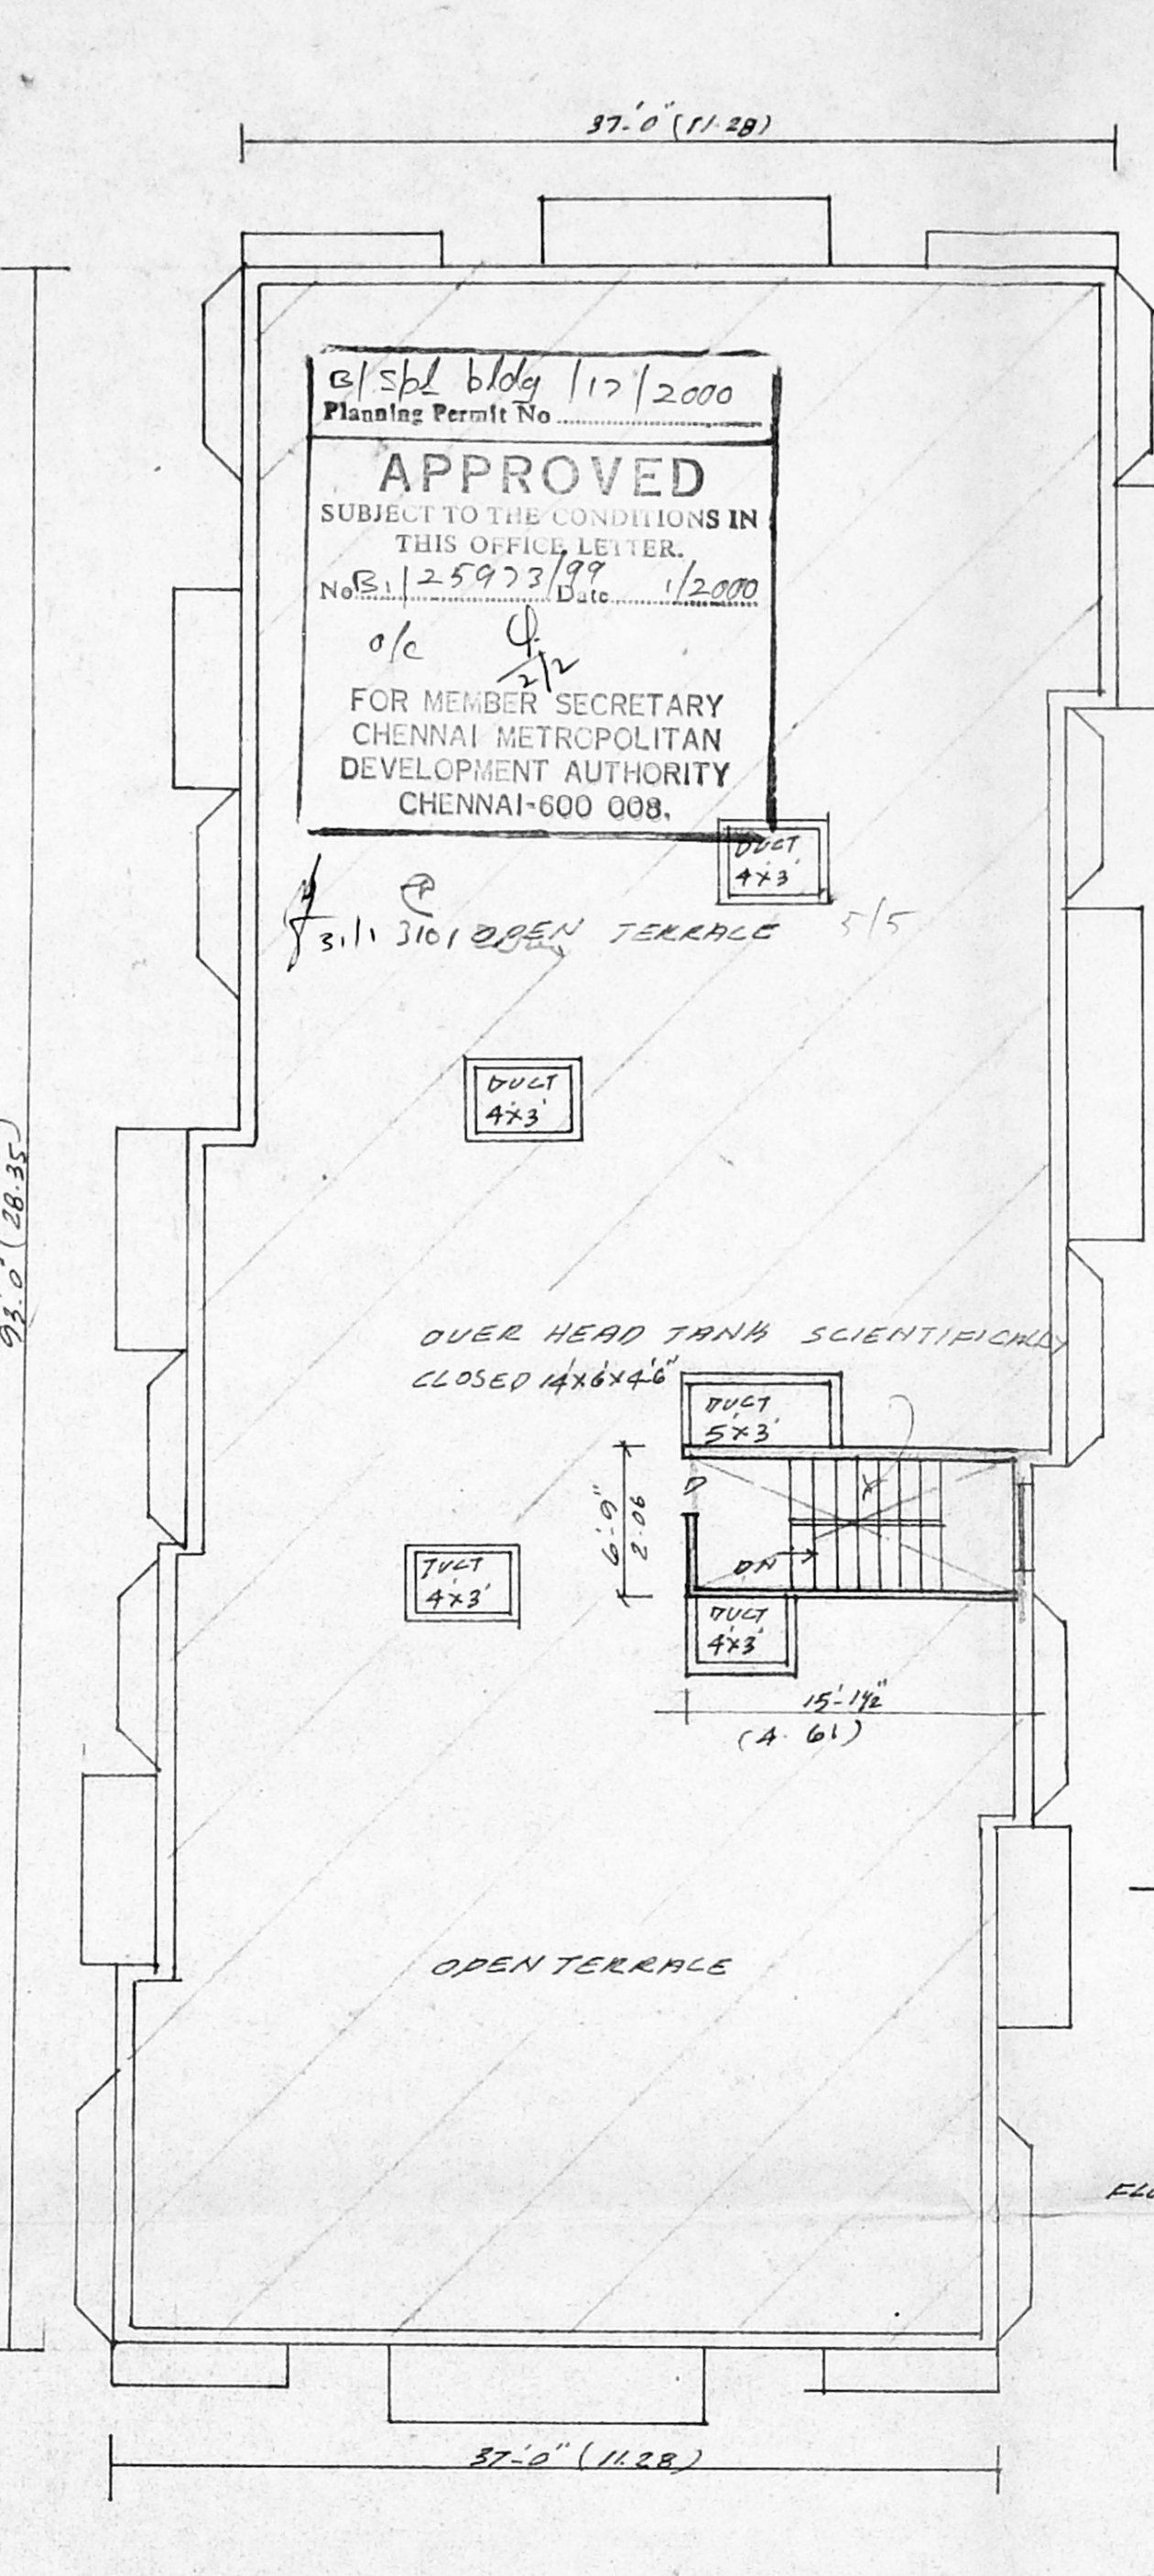 37'-0" (11.28)
B/ Spl bldg /17/2000
Planning Permit No
APPROVED
SUBJECT TO THE CONDITIONS IN
THIS OFFICE LETTER.
No B1/25973/99 Date 1/2000
o/c
2/2
FOR MEMBER SECRETARY
CHENNAI METROPOLITAN
DEVELOPMENT AUTHORITY
CHENNAI-600 008.
DUCT
4'x3'
31/1 OPEN TERRACE 5/5
DUCT
4'x3'
93'-0" (28.35)
OVER HEAD TANK SCIENTIFICALLY
CLOSED 14'x6'x4'6"
DUCT
5'x3'
D
6'-9"
2.06
DN
DUCT
4'x3'
DUCT
4'x3'
15'-1½"
(4.61)
OPEN TERRACE
37'-0" (11.28)